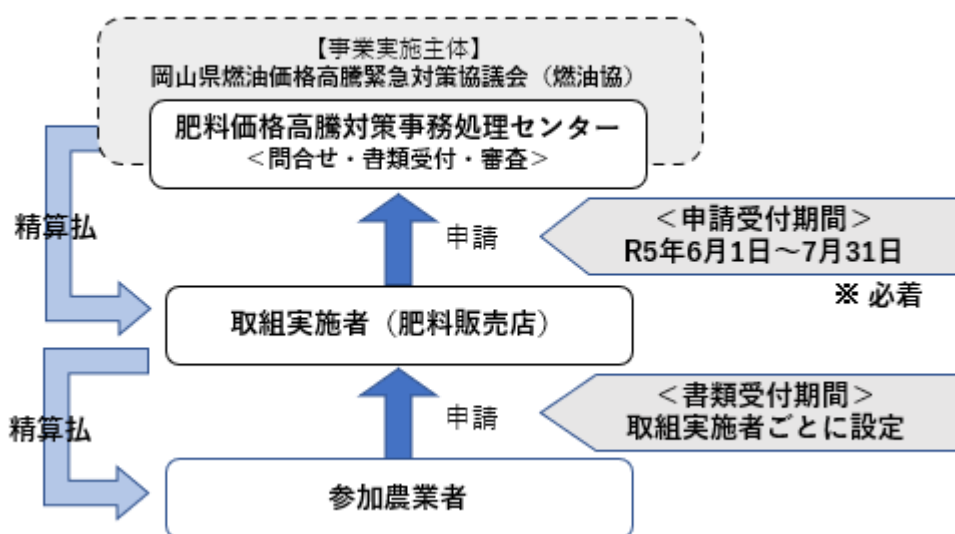 【事業実施主体】
岡山県燃油価格高騰緊急対策協議会（燃油協）
肥料価格高騰対策事務処理センター
＜問合せ・書類受付・審査＞
精算払
申請
＜申請受付期間＞
R5年6月1日～7月31日
※ 必着
取組実施者（肥料販売店）
精算払
申請
＜書類受付期間＞
取組実施者ごとに設定
参加農業者